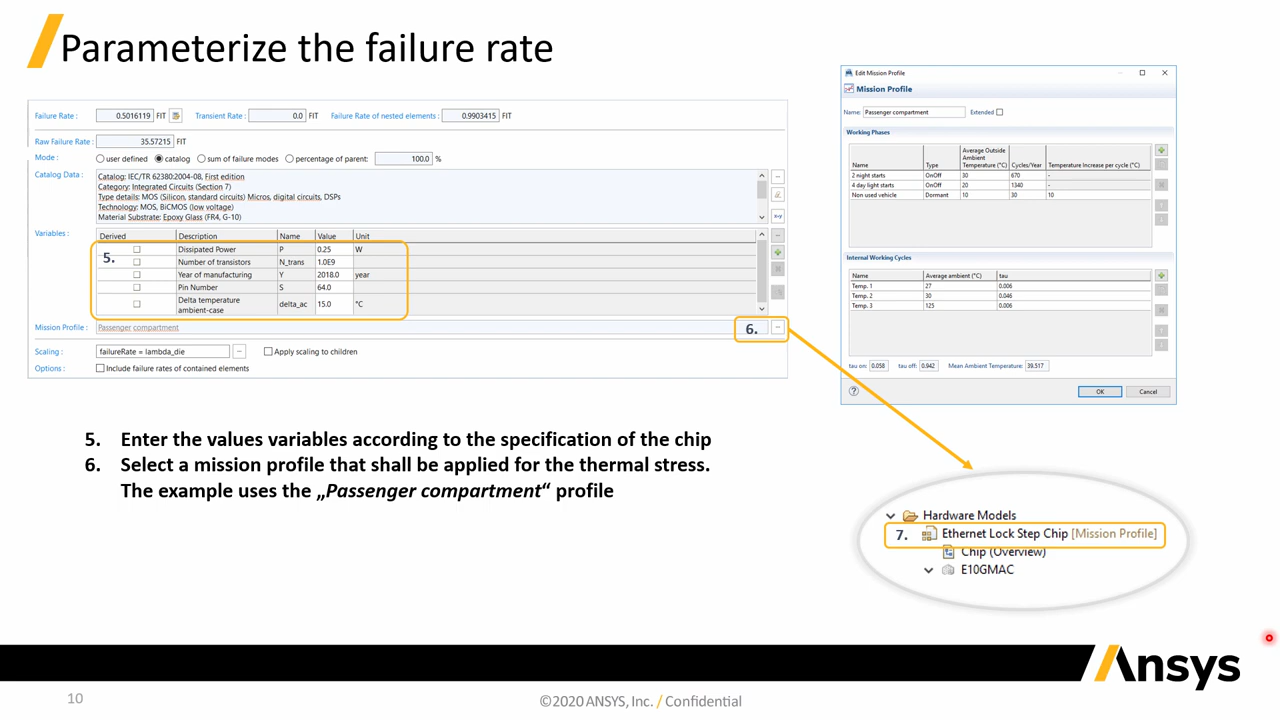 Parameterize the failure rate
Failure Rate : 0.5016119 FIT Transient Rate : 0.0 FIT Failure Rate of nested elements : 0.9903415 FIT
Raw Failure Rate : 35.57215 FIT
Mode : user defined catalog sum of failure modes percentage of parent: 100.0 %
Catalog Data : Catalog: IEC/TR 62380:2004-08, First edition
Category: Integrated Circuits (Section 7)
Type details: MOS (Silicon, standard circuits) Micros, digital circuits, DSPs
Technology: MOS, BiCMOS (low voltage)
Material Substrate: Epoxy Glass (FR4, G-10)
Variables : Derived Description Name Value Unit
5.
Dissipated Power P 0.25 W
Number of transistors N_trans 1.0E9
Year of manufacturing Y 2018.0 year
Pin Number S 64.0
Delta temperature ambient-case delta_ac 15.0 °C
Mission Profile : Passenger compartment
6.
Scaling : failureRate = lambda_die Apply scaling to children
Options : Include failure rates of contained elements
Edit Mission Profile
Mission Profile
Name: Passenger compartment Extended
Working Phases
Name Type Average Outside Ambient Temperature (°C) Cycles/Year Temperature Increase per cycle (°C)
2 night starts OnOff 30 670 -
4 day light starts OnOff 20 1340 -
Non used vehicle Dormant 10 30 10
Internal Working Cycles
Name Average ambient (°C) tau
Temp. 1 27 0.006
Temp. 2 30 0.046
Temp. 3 125 0.006
tau on: 0.058 tau off: 0.942 Mean Ambient Temperature: 39.517
OK Cancel
5. Enter the values variables according to the specification of the chip
6. Select a mission profile that shall be applied for the thermal stress.
The example uses the „Passenger compartment“ profile
Hardware Models
7. Ethernet Lock Step Chip [Mission Profile]
Chip (Overview)
E10GMAC
Ansys
10
©2020 ANSYS, Inc. / Confidential